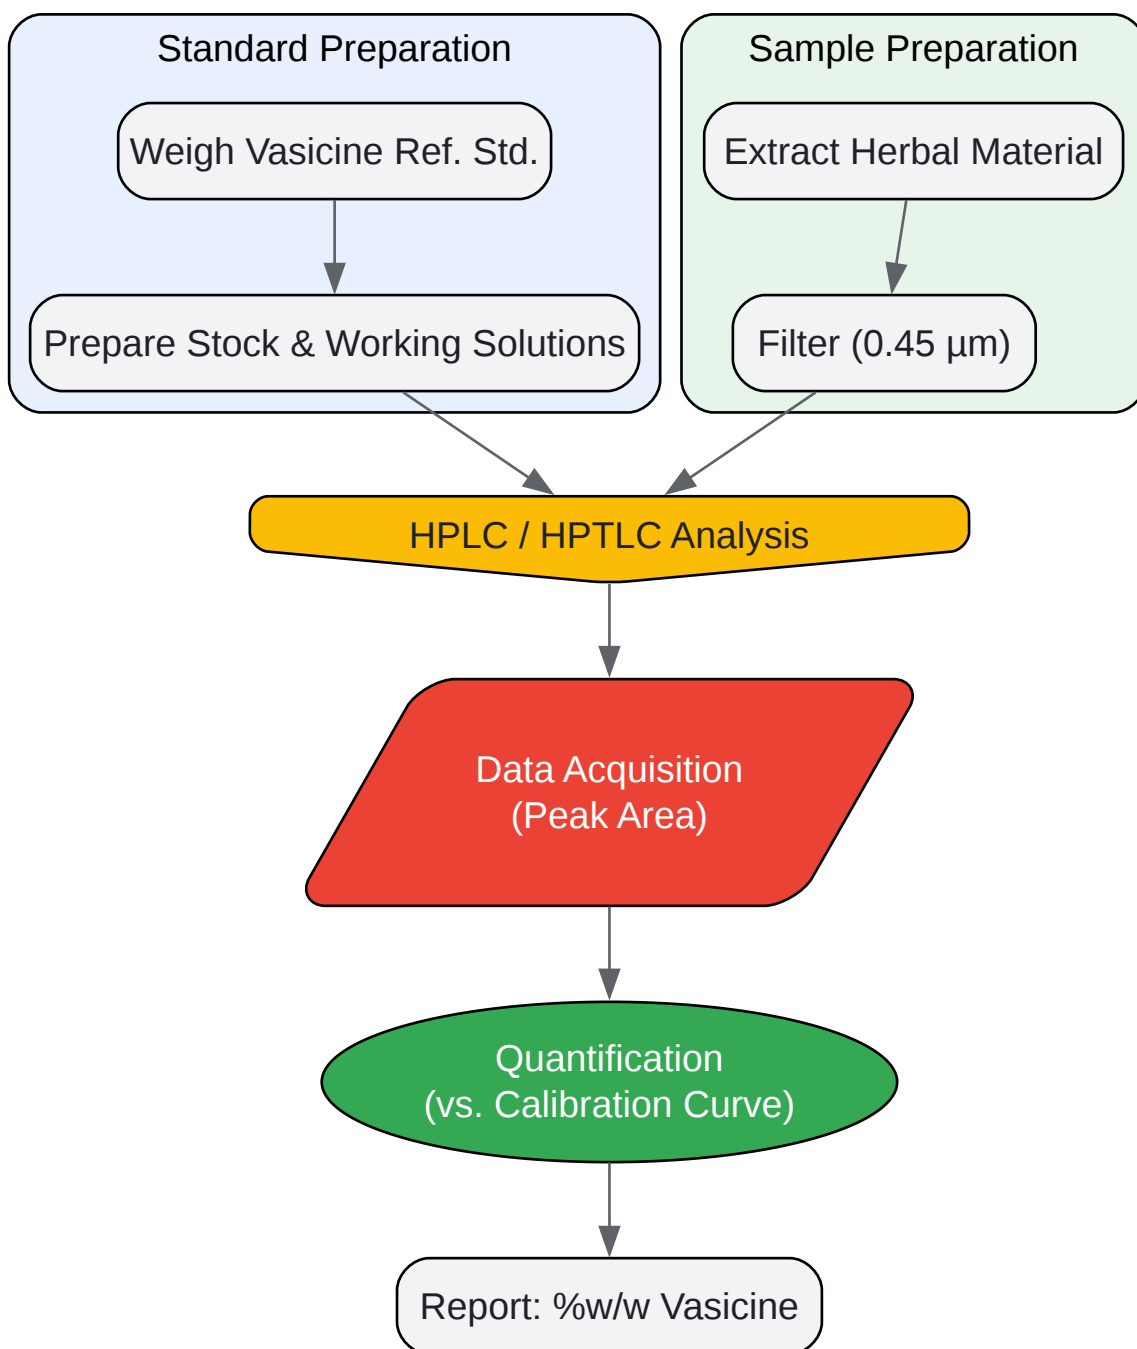 Standard Preparation
Weigh Vasicine Ref. Std.
Prepare Stock & Working Solutions
Sample Preparation
Extract Herbal Material
Filter (0.45 µm)
HPLC / HPTLC Analysis
Data Acquisition
(Peak Area)
Quantification
(vs. Calibration Curve)
Report: %w/w Vasicine